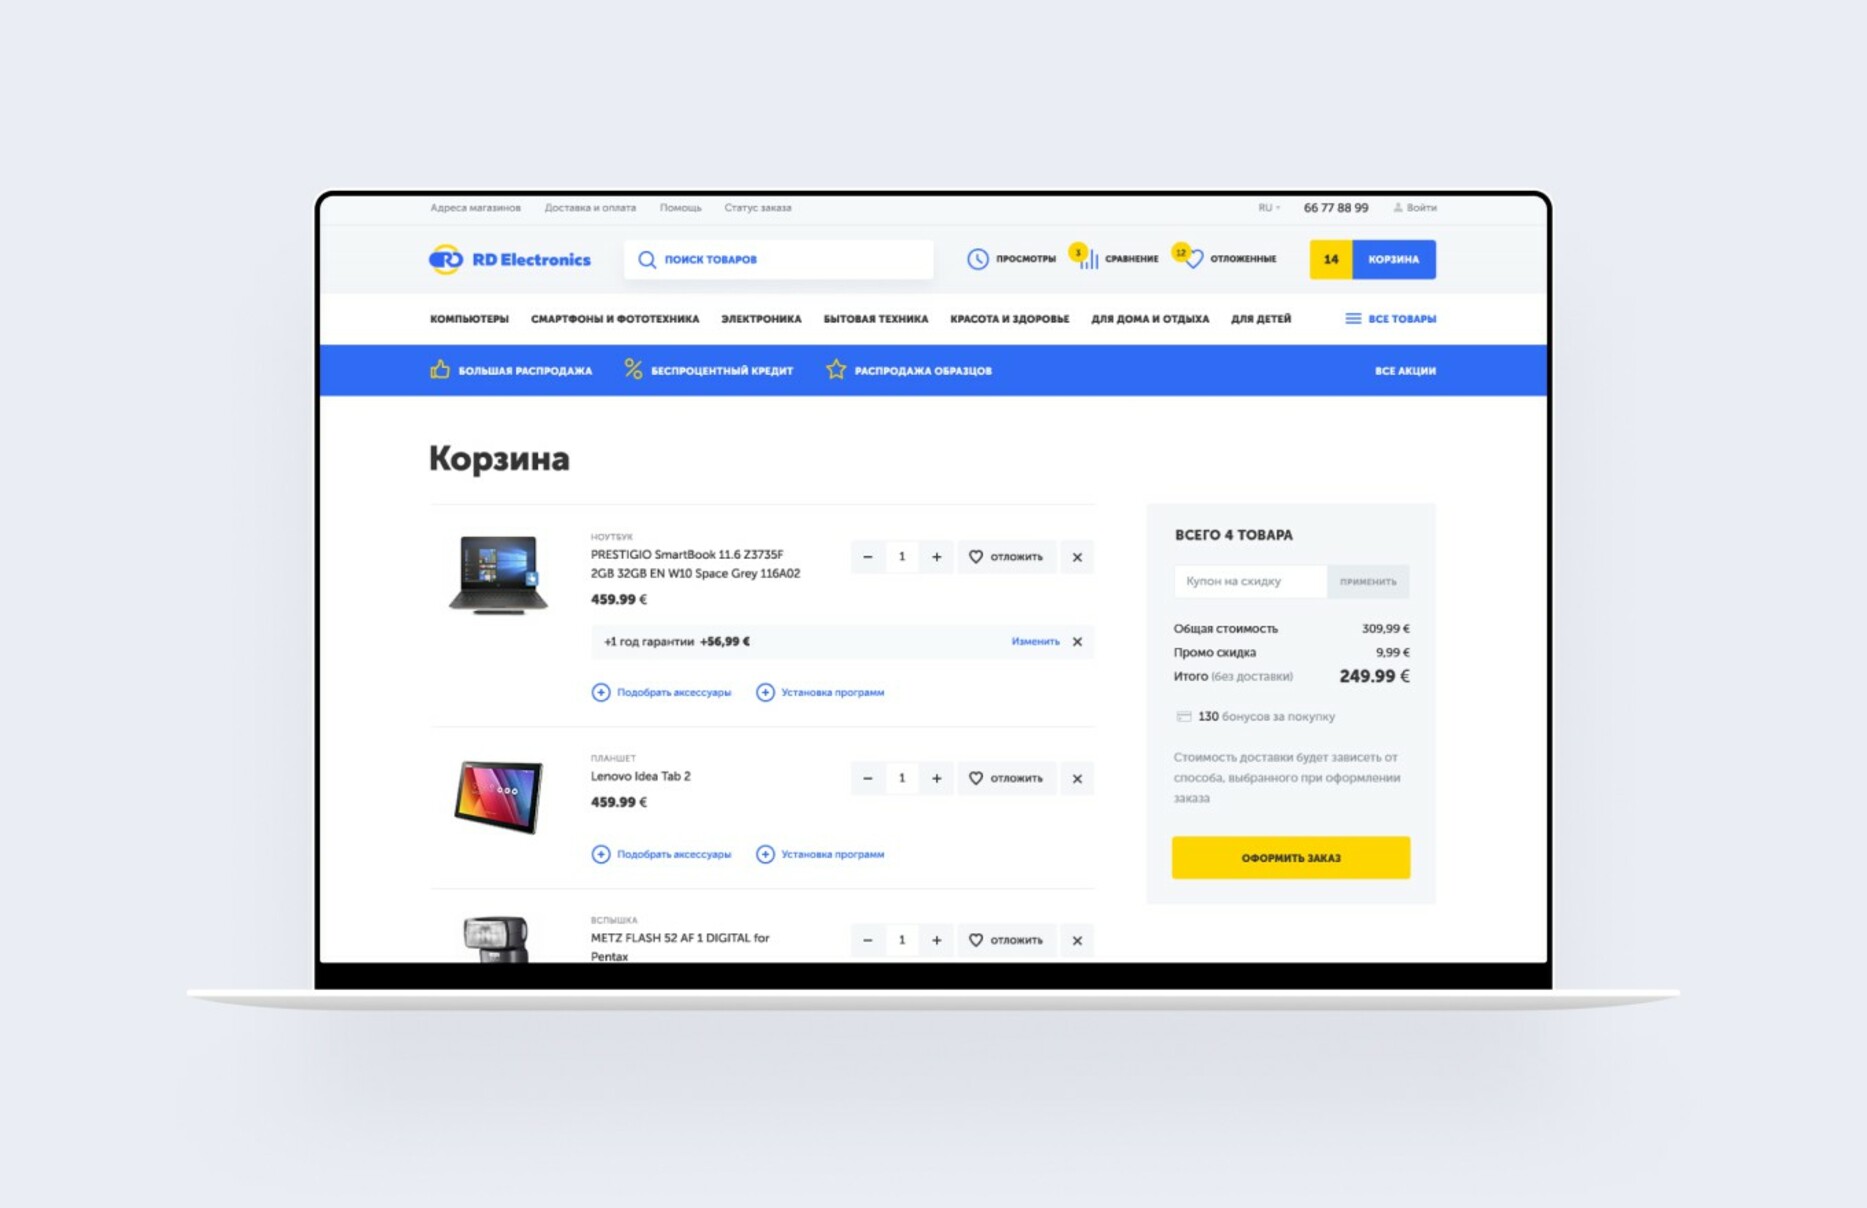 Адреса магазинов Доставка и оплата Помощь Статус заказа RU 66 77 88 99 Войти
RD Electronics ПОИСК ТОВАРОВ ПРОСМОТРЫ 3 СРАВНЕНИЕ 12 ОТЛОЖЕННЫЕ 14 КОРЗИНА
КОМПЬЮТЕРЫ СМАРТФОНЫ И ФОТОТЕХНИКА ЭЛЕКТРОНИКА БЫТОВАЯ ТЕХНИКА КРАСОТА И ЗДОРОВЬЕ ДЛЯ ДОМА И ОТДЫХА ДЛЯ ДЕТЕЙ ВСЕ ТОВАРЫ
БОЛЬШАЯ РАСПРОДАЖА БЕСПРОЦЕНТНЫЙ КРЕДИТ РАСПРОДАЖА ОБРАЗЦОВ ВСЕ АКЦИИ
Корзина
НОУТБУК
PRESTIGIO SmartBook 11.6 Z3735F
2GB 32GB EN W10 Space Grey 116A02
459.99 €
− 1 + ОТЛОЖИТЬ ×
+1 год гарантии +56,99 € Изменить ×
Подобрать аксессуары Установка программ
ПЛАНШЕТ
Lenovo Idea Tab 2
459.99 €
− 1 + ОТЛОЖИТЬ ×
Подобрать аксессуары Установка программ
ВСПЫШКА
METZ FLASH 52 AF 1 DIGITAL for
Pentax
− 1 + ОТЛОЖИТЬ ×
ВСЕГО 4 ТОВАРА
Купон на скидку ПРИМЕНИТЬ
Общая стоимость 309,99 €
Промо скидка 9,99 €
Итого (без доставки) 249.99 €
130 бонусов за покупку
Стоимость доставки будет зависеть от
способа, выбранного при оформлении
заказа
ОФОРМИТЬ ЗАКАЗ